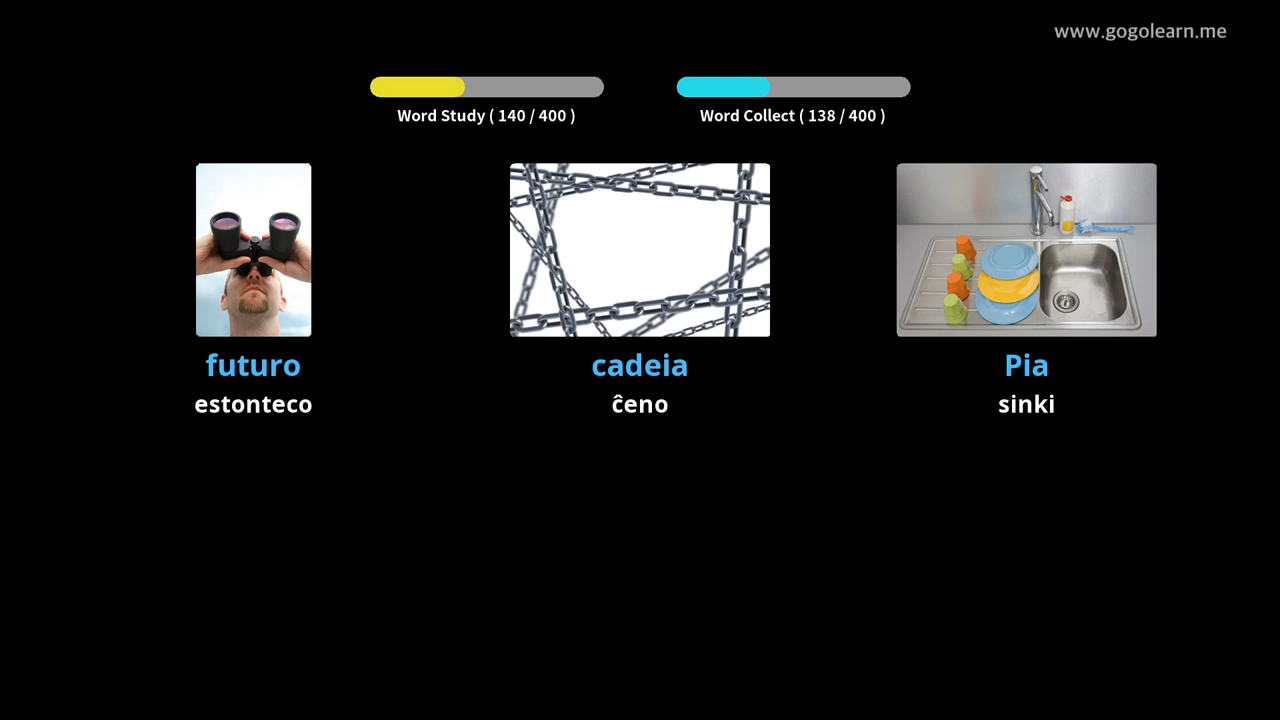 www.gogolearn.me
Word Study ( 140 / 400 )
Word Collect ( 138 / 400 )
futuro
estonteco
cadeia
ĉeno
Pia
sinki